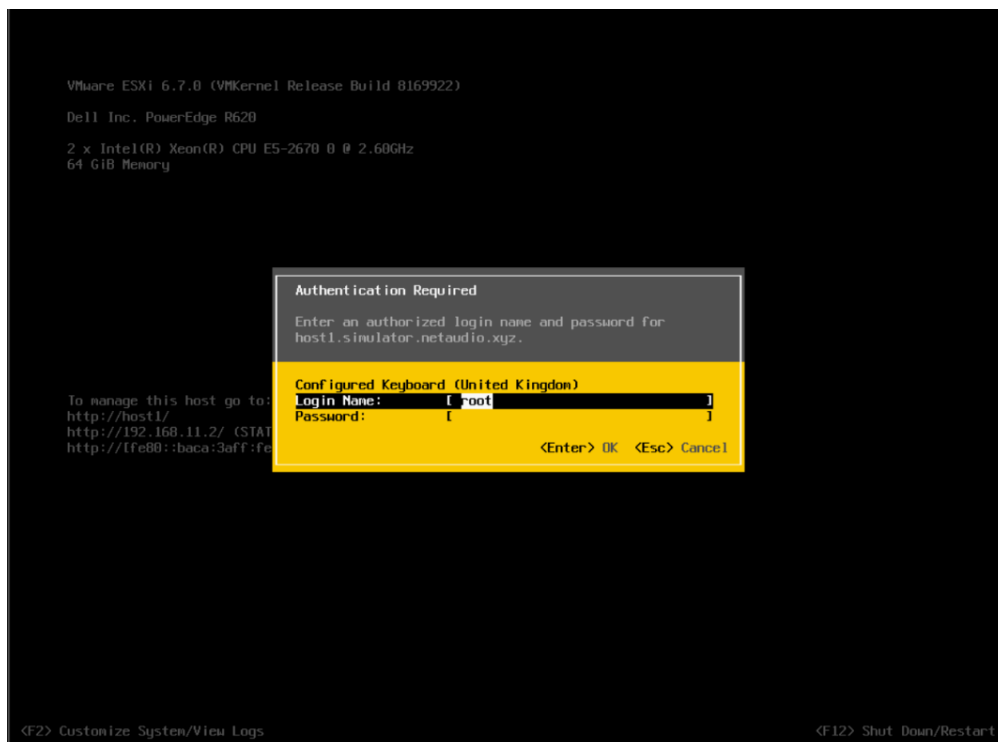 VMware ESXi 6.7.0 (VMKernel Release Build 8169922)
Dell Inc. PowerEdge R620
2 x Intel(R) Xeon(R) CPU E5-2670 0 @ 2.60GHz
64 GiB Memory
Authentication Required
Enter an authorized login name and password for
host1.simulator.netaudio.xyz.
Configured Keyboard (United Kingdom)
Login Name: [ root ]
Password: [ ]
<Enter> OK <Esc> Cancel
To manage this host go to:
http://host1/
http://192.168.11.2/ (STAT
http://[fe80::baca:3aff:fe
<F2> Customize System/View Logs
<F12> Shut Down/Restart